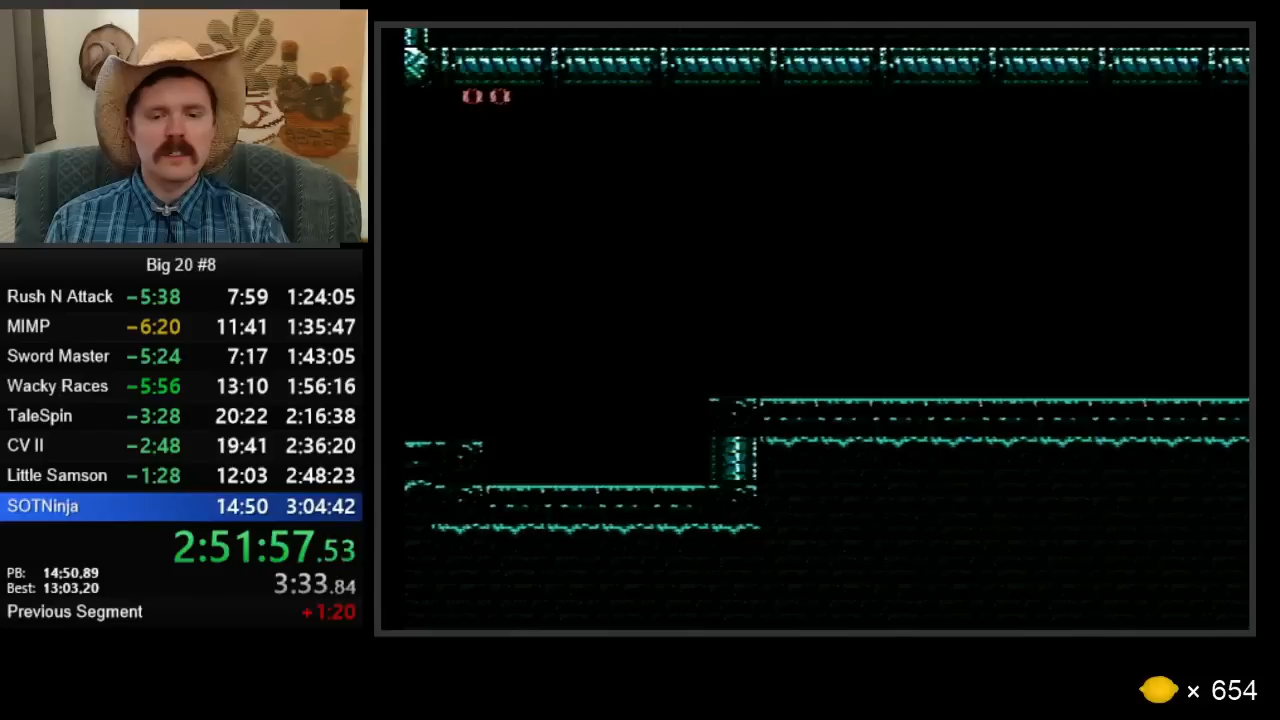 Big 20 #8
Rush N Attack -5:38 7:59 1:24:05
MIMP -6:20 11:41 1:35:47
Sword Master -5:24 7:17 1:43:05
Wacky Races -5:56 13:10 1:56:16
TaleSpin -3:28 20:22 2:16:38
CV II -2:48 19:41 2:36:20
Little Samson -1:28 12:03 2:48:23
SOTNinja 14:50 3:04:42
2:51:57.53
PB: 14:50.89
Best: 13:03.20
3:33.84
Previous Segment +1:20
× 654